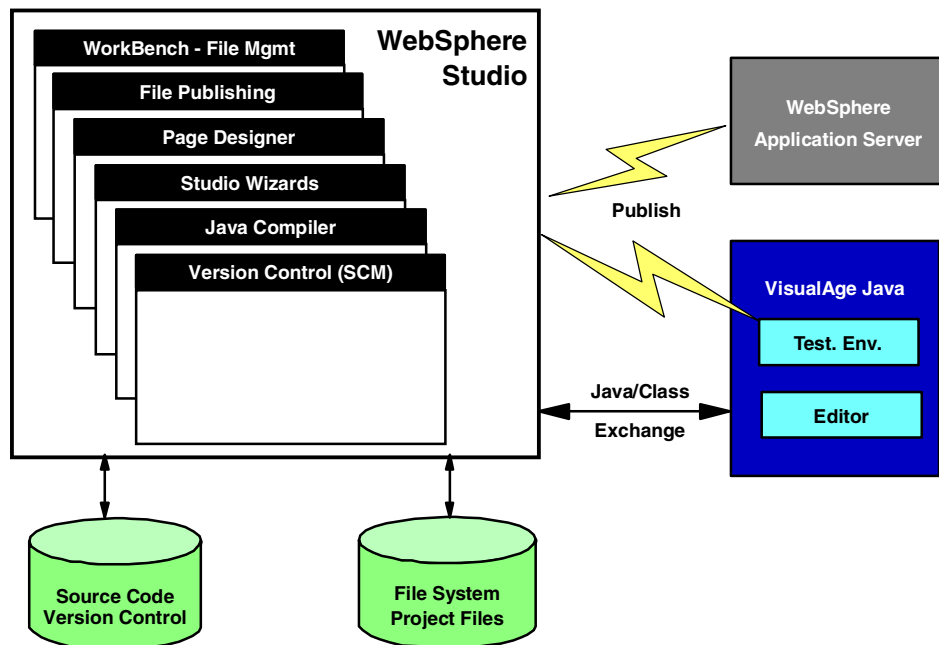 WebSphere
Studio
WorkBench - File Mgmt
File Publishing
Page Designer
Studio Wizards
Java Compiler
Version Control (SCM)
WebSphere
Application Server
Publish
VisualAge Java
Test. Env.
Editor
Java/Class
Exchange
Source Code
Version Control
File System
Project Files